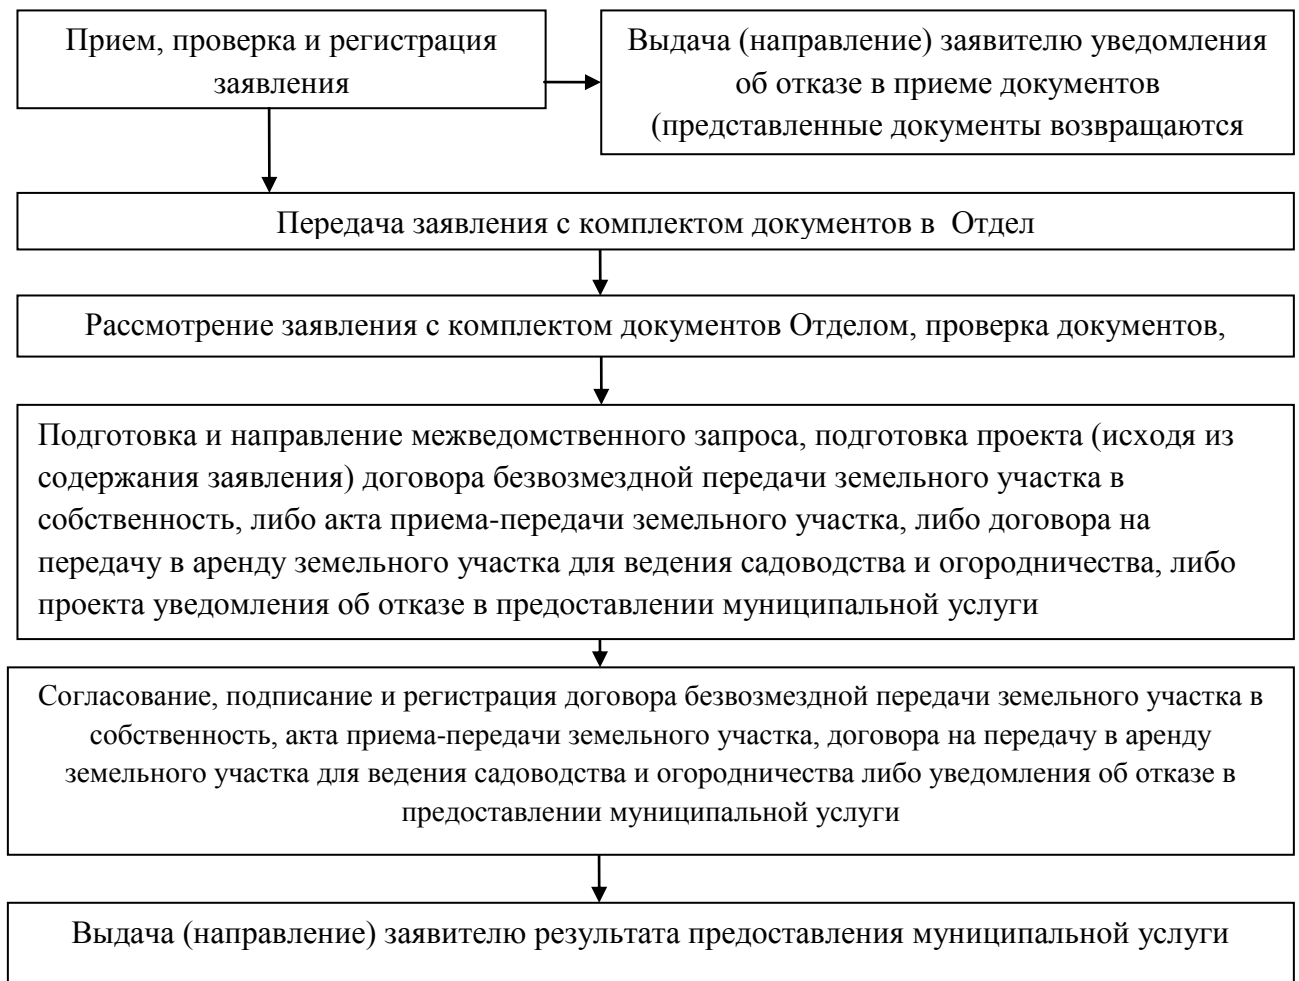 Прием, проверка и регистрация
заявления
Выдача (направление) заявителю уведомления
об отказе в приеме документов
(представленные документы возвращаются
Передача заявления с комплектом документов в  Отдел
Рассмотрение заявления с комплектом документов Отделом, проверка документов,
Подготовка и направление межведомственного запроса, подготовка проекта (исходя из
содержания заявления) договора безвозмездной передачи земельного участка в
собственность, либо акта приема-передачи земельного участка, либо договора на
передачу в аренду земельного участка для ведения садоводства и огородничества, либо
проекта уведомления об отказе в предоставлении муниципальной услуги
Согласование, подписание и регистрация договора безвозмездной передачи земельного участка в
собственность, акта приема-передачи земельного участка, договора на передачу в аренду
земельного участка для ведения садоводства и огородничества либо уведомления об отказе в
предоставлении муниципальной услуги
Выдача (направление) заявителю результата предоставления муниципальной услуги